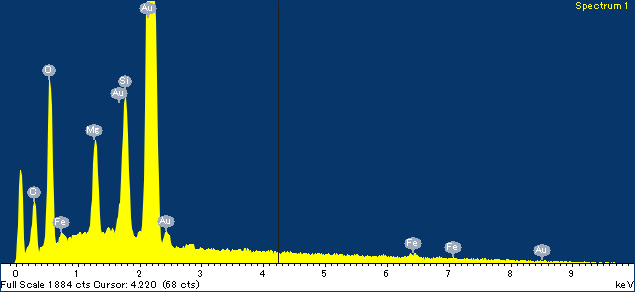 Spectrum 1
Au
O
Si
Au
Mg
C
Fe
Au
Fe
Fe
Au
0 1 2 3 4 5 6 7 8 9
Full Scale 1884 cts Cursor: 4.220 (68 cts) keV